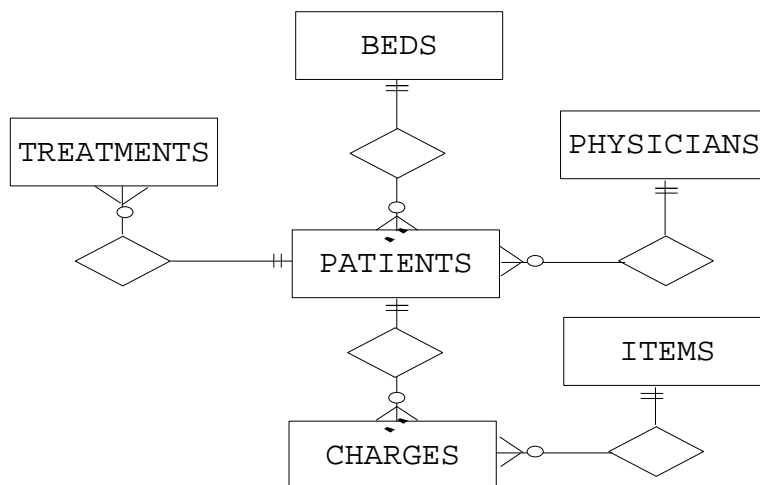 BEDS
TREATMENTS
PHYSICIANS
PATIENTS
ITEMS
CHARGES